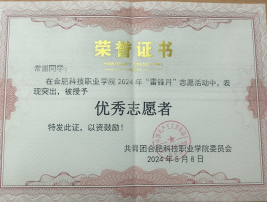 荣誉证书
常丽同学：
在合肥科技职业学院2024年“雷锋月”志愿活动中，表
现突出，被授予
优秀志愿者
特发此证，以资鼓励！
共青团合肥科技职业学院委员会
2024年5月6日